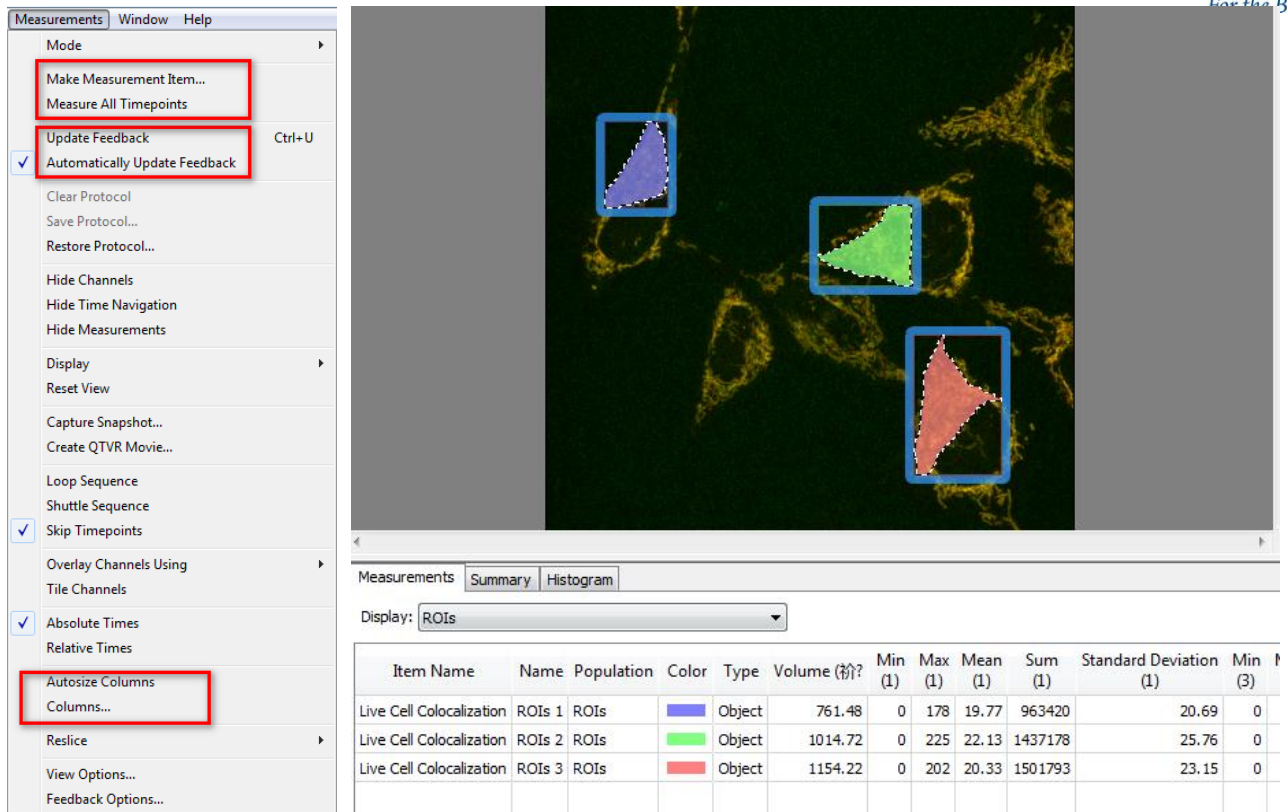 For the B
Measurements Window Help
Mode
Make Measurement Item...
Measure All Timepoints
Update Feedback Ctrl+U
Automatically Update Feedback
Clear Protocol
Save Protocol...
Restore Protocol...
Hide Channels
Hide Time Navigation
Hide Measurements
Display
Reset View
Capture Snapshot...
Create QTVR Movie...
Loop Sequence
Shuttle Sequence
Skip Timepoints
Overlay Channels Using
Tile Channels
Absolute Times
Relative Times
Autosize Columns
Columns...
Reslice
View Options...
Feedback Options...
Measurements Summary Histogram
Display: ROIs
Item Name Name Population Color Type Volume (祄? Min (1) Max (1) Mean (1) Sum (1) Standard Deviation (1) Min (3)
Live Cell Colocalization ROIs 1 ROIs Object 761.48 0 178 19.77 963420 20.69 0
Live Cell Colocalization ROIs 2 ROIs Object 1014.72 0 225 22.13 1437178 25.76 0
Live Cell Colocalization ROIs 3 ROIs Object 1154.22 0 202 20.33 1501793 23.15 0